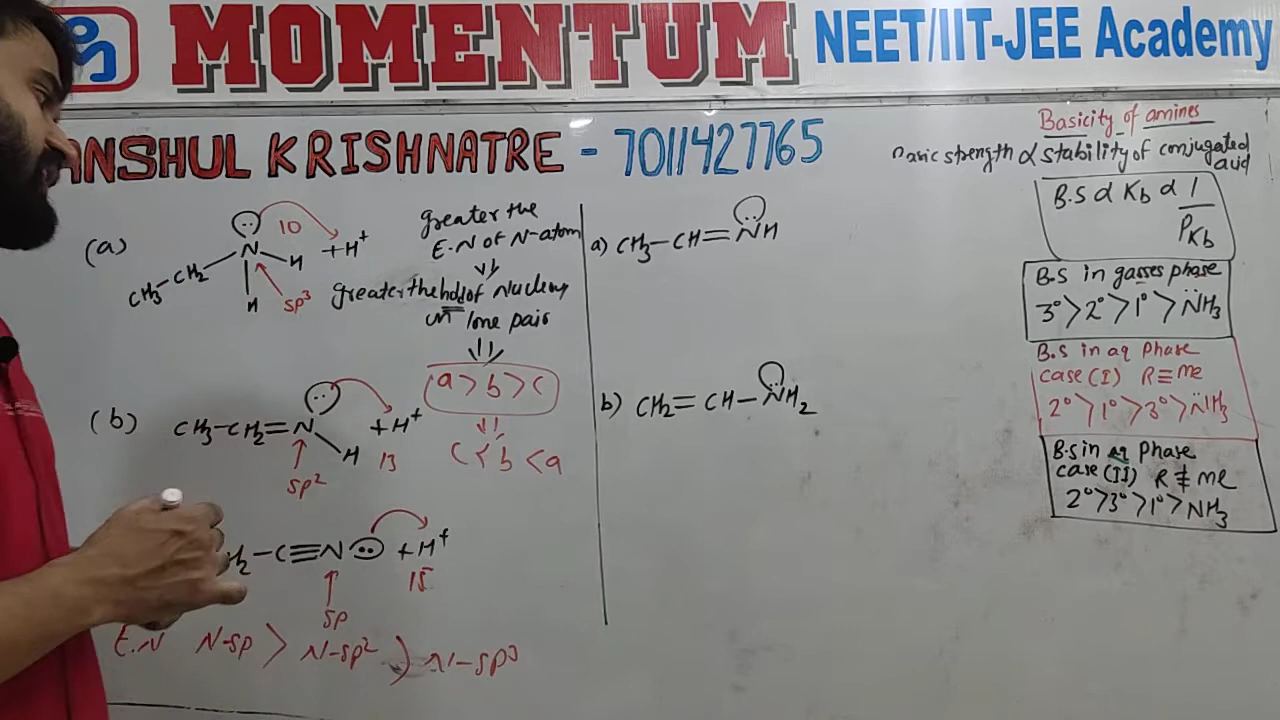 MOMENTUM NEET/IIT-JEE Academy
ANSHUL KRISHNATRE - 7011427765
(a)
CH3-CH2 N H + H+
10
H
sp3
greater the
E.N of N-atom
greater the hold of Nucleus
on lone pair
a > b > c
c < b < a
(b) CH3-CH2=N H + H+
13
sp2
-C≡N + H+
15
sp
E.N N-sp > N-sp2 > N-sp3
a) CH3-CH=NH
b) CH2=CH-NH2
Basicity of amines
Basic strength α stability of conjugated
acid
B.S α Kb α 1/PKb
B.S in gasses phase
3° > 2° > 1° > NH3
B.S in aq Phase
case (I) R = me
2° > 1° > 3° > NH3
B.S in aq Phase
case (II) R ≠ me
2° > 3° > 1° > NH3